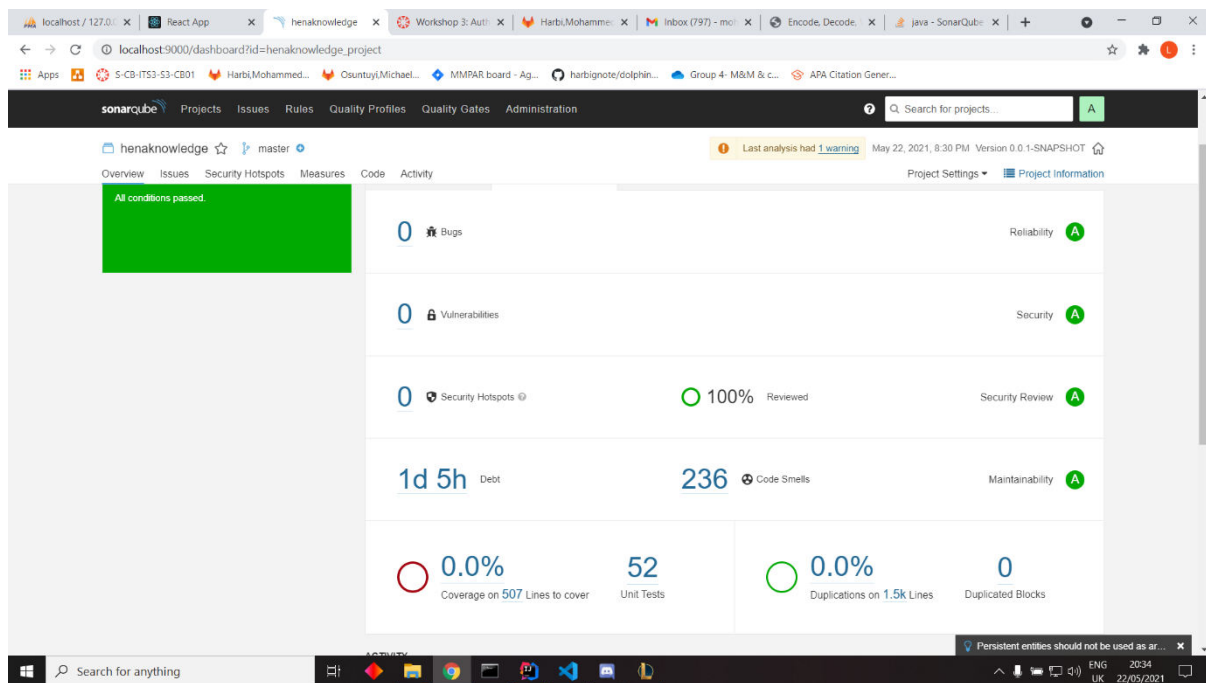 localhost / 127.0.0
React App
henaknowledge
Workshop 3: Auth
Harbi,Mohammed
Inbox (797) - mo
Encode, Decode,
java - SonarQube
localhost:9000/dashboard?id=henaknowledge_project
L
Apps
S-CB-ITS3-S3-CB01
Harbi,Mohammed...
Osuntuyi,Michael...
MMPAR board - Ag...
harbignote/dolphin...
Group 4- M&M & c...
APA Citation Gener...
sonarqube Projects Issues Rules Quality Profiles Quality Gates Administration
Search for projects...
A
henaknowledge master
Last analysis had 1 warning May 22, 2021, 8:30 PM Version 0.0.1-SNAPSHOT
Overview Issues Security Hotspots Measures Code Activity
Project Settings Project Information
All conditions passed.
0 Bugs Reliability A
0 Vulnerabilities Security A
0 Security Hotspots 100% Reviewed Security Review A
1d 5h Debt 236 Code Smells Maintainability A
0.0% 52 0.0% 0
Coverage on 507 Lines to cover Unit Tests Duplications on 1.5k Lines Duplicated Blocks
ACTIVITY
Persistent entities should not be used as ar...
Search for anything
ENG 20:34
UK 22/05/2021